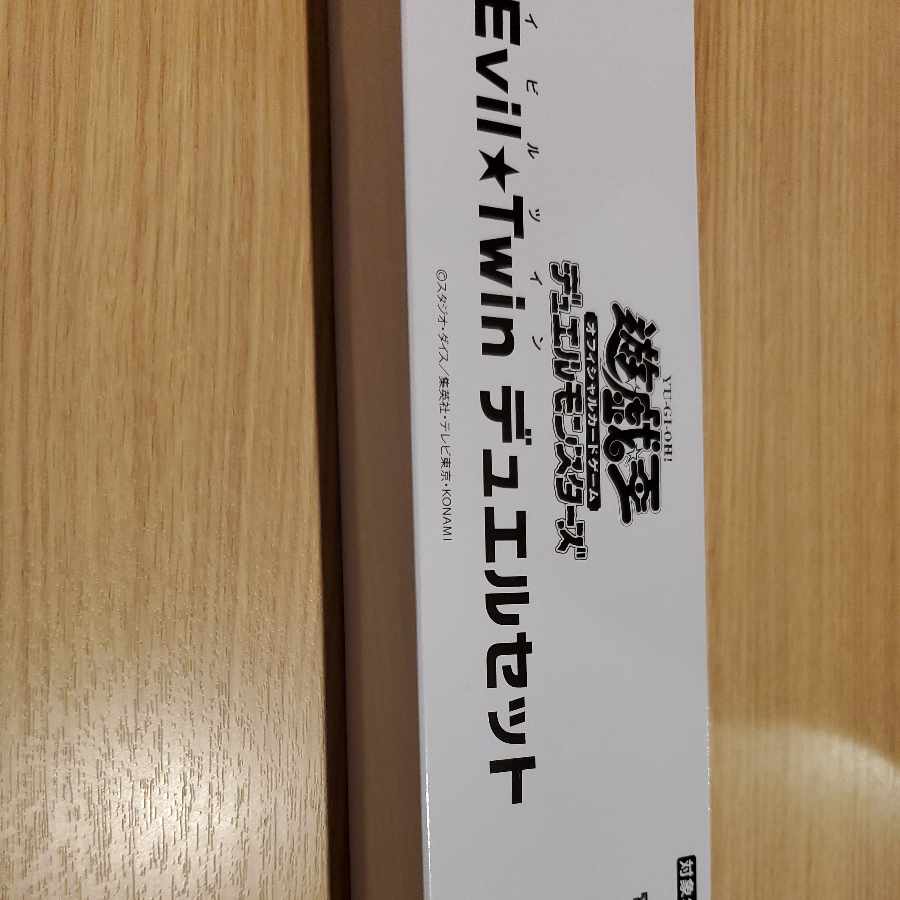 YU-GI-OH!
遊戯王
オフィシャルカードゲーム
デュエルモンスターズ
イビルツイン
Evil★Twin デュエルセット
©スタジオ・ダイス／集英社・テレビ東京・KONAMI
対象